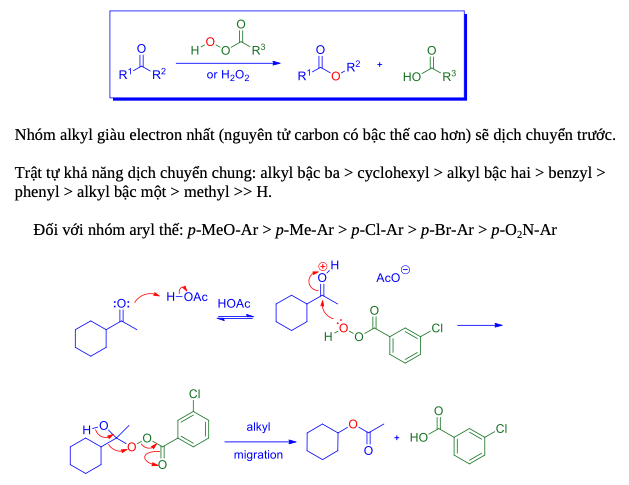 O O
H O O R³
R¹ R² or H₂O₂ R¹ O R² + HO R³
O O
Nhóm alkyl giàu electron nhất (nguyên tử carbon có bậc thế cao hơn) sẽ dịch chuyển trước.
Trật tự khả năng dịch chuyển chung: alkyl bậc ba > cyclohexyl > alkyl bậc hai > benzyl >
phenyl > alkyl bậc một > methyl >> H.
Đối với nhóm aryl thế: p-MeO-Ar > p-Me-Ar > p-Cl-Ar > p-Br-Ar > p-O₂N-Ar
:O: H–OAc HOAc ⊕ O H AcO⊖
H O O O Cl
Cl
H–O O O O
alkyl
migration
O O + HO O Cl